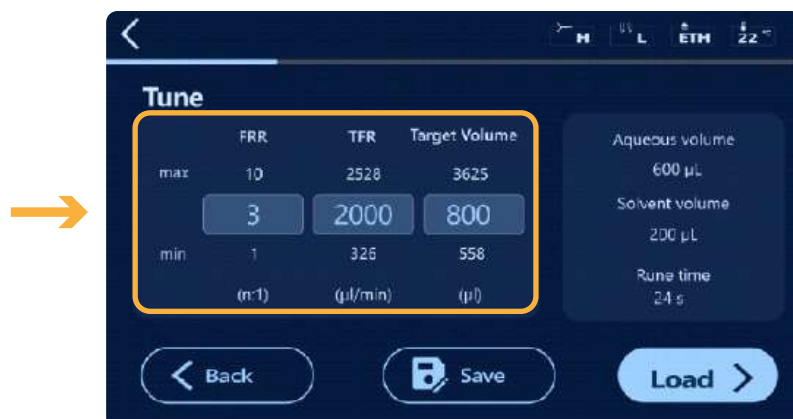 H L ETH 22 °C
Tune
FRR TFR Target Volume
max 10 2528 3625
3 2000 800
min 1 326 558
(n:1) (µl/min) (µl)
Aqueous volume
600 µL
Solvent volume
200 µL
Rune time
24 s
Back Save Load